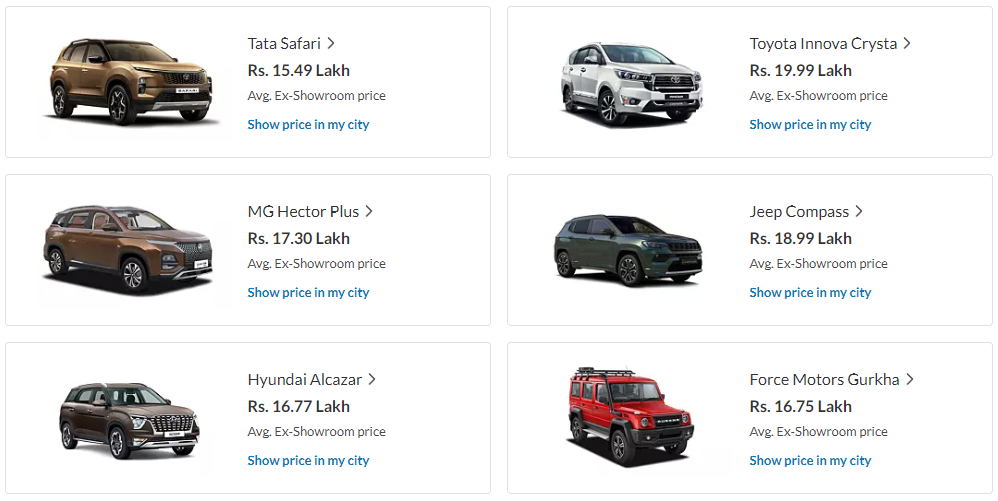 Tata Safari
Rs. 15.49 Lakh
Avg. Ex-Showroom price
Show price in my city
Toyota Innova Crysta
Rs. 19.99 Lakh
Avg. Ex-Showroom price
Show price in my city
MG Hector Plus
Rs. 17.30 Lakh
Avg. Ex-Showroom price
Show price in my city
Jeep Compass
Rs. 18.99 Lakh
Avg. Ex-Showroom price
Show price in my city
Hyundai Alcazar
Rs. 16.77 Lakh
Avg. Ex-Showroom price
Show price in my city
Force Motors Gurkha
Rs. 16.75 Lakh
Avg. Ex-Showroom price
Show price in my city
SAFARI
GURKHA